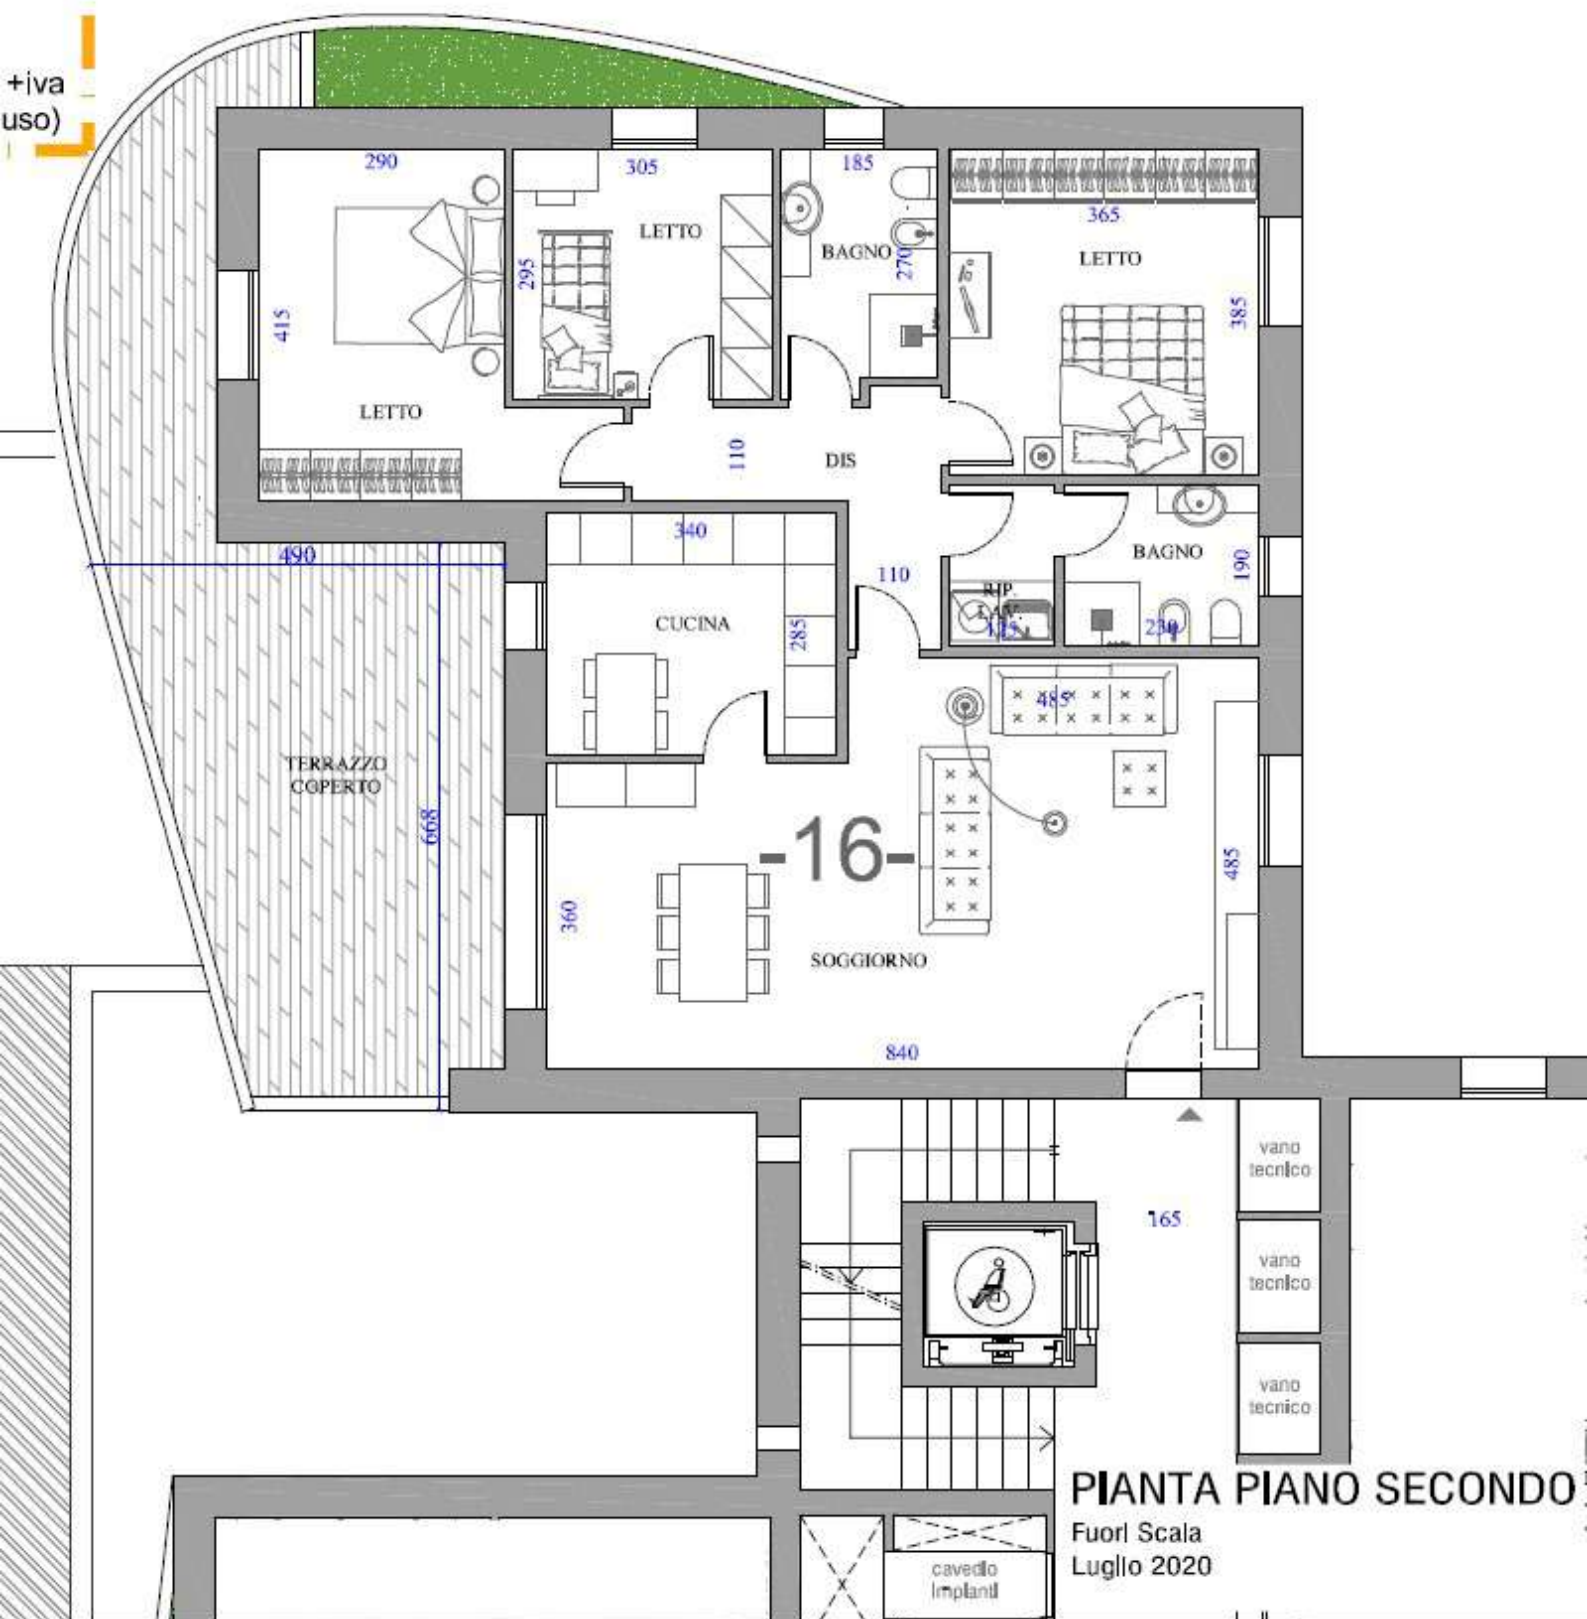 +iva
uso)
290
305
185
365
LETTO
BAGNO
LETTO
295
270
415
385
LETTO
110
DIS
340
490
BAGNO
190
110
RIP.
LAV.
125
230
CUCINA
285
485
TERRAZZO
COPERTO
668
-16-
485
360
SOGGIORNO
840
vano
tecnico
165
vano
tecnico
vano
tecnico
PIANTA PIANO SECONDO
Fuori Scala
Luglio 2020
cavedio
impianti